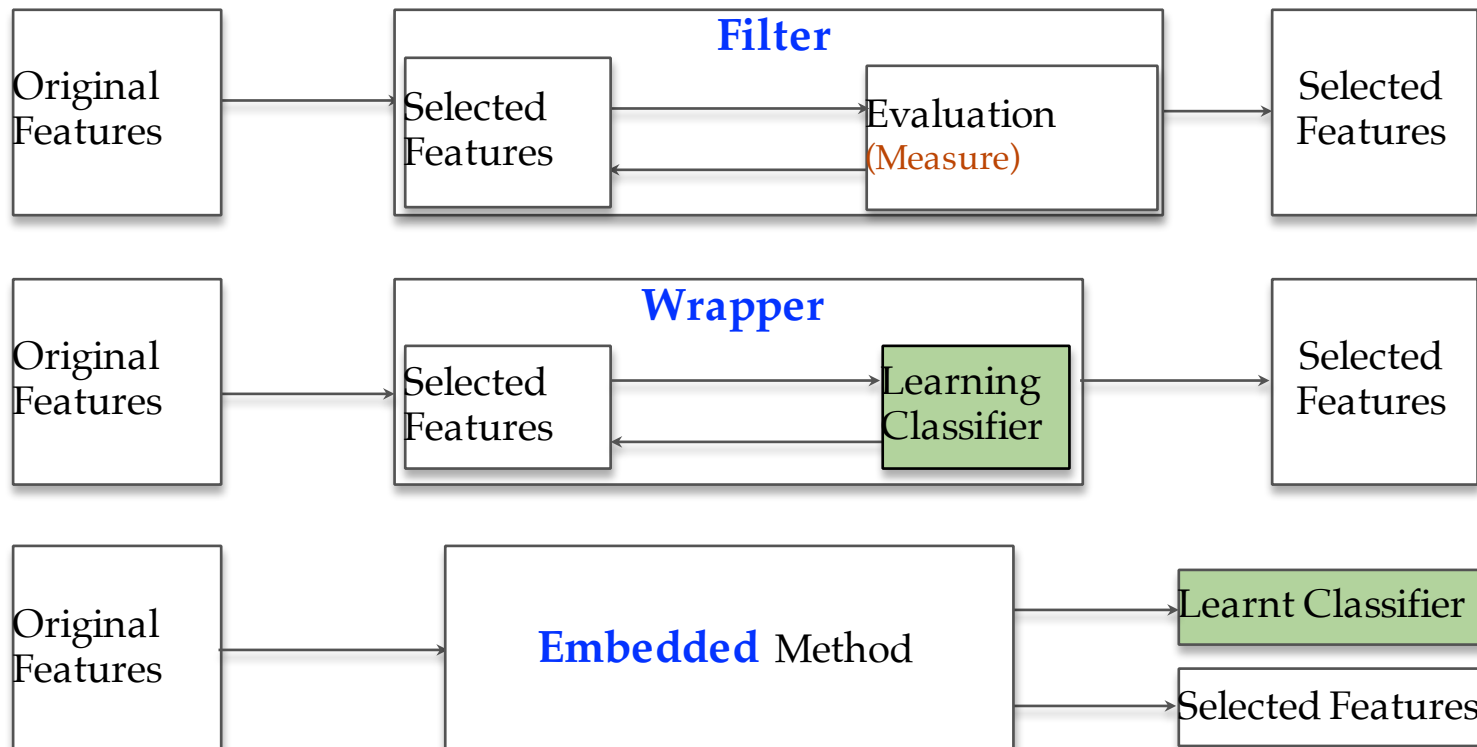 Filter
Original
Features
Selected
Features
Evaluation
(Measure)
Selected
Features
Wrapper
Original
Features
Selected
Features
Learning
Classifier
Selected
Features
Original
Features
Embedded Method
Learnt Classifier
Selected Features